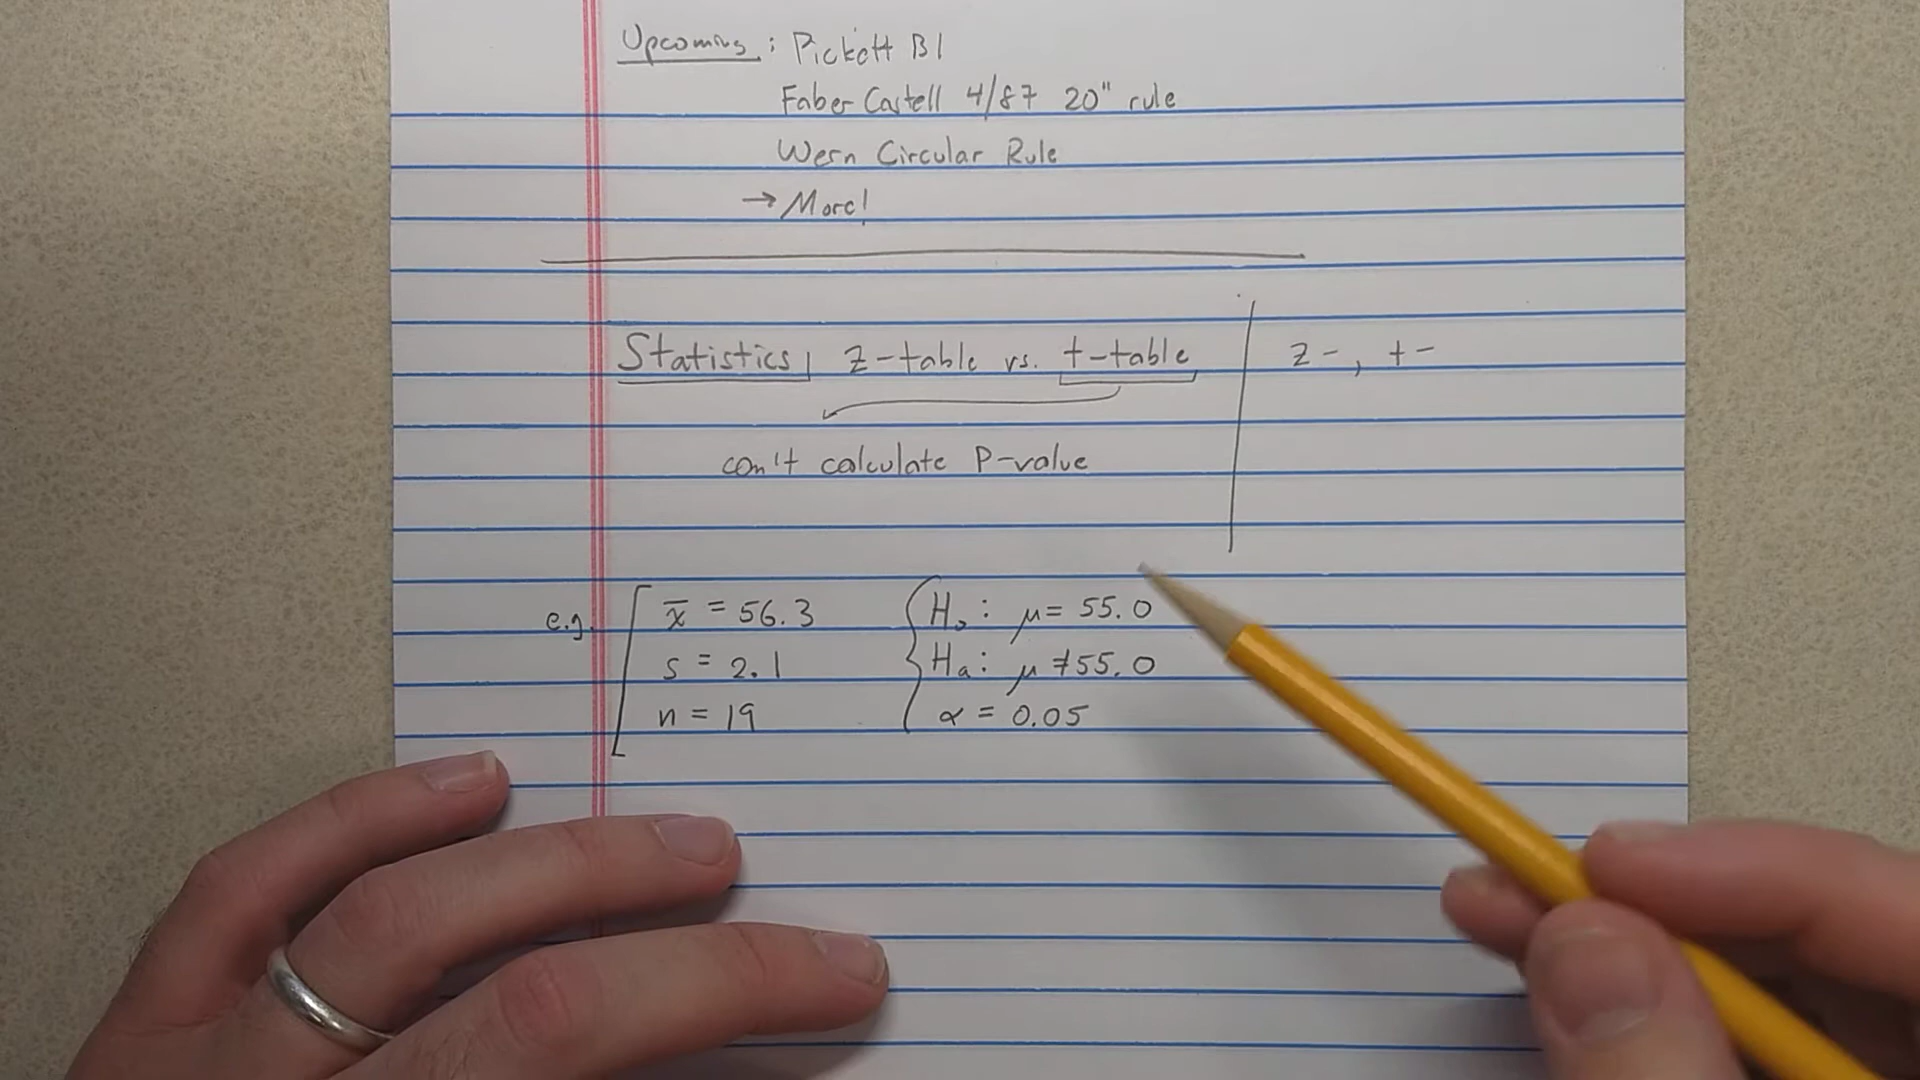 Upcoming: Pickett B1
Faber Castell 4/87 20" rule
Wern Circular Rule
→ More!
Statistics| z-table vs. t-table
z-, t-
can't calculate P-value
e.g. x̄ = 56.3
s = 2.1
n = 19
H₀: μ = 55.0
Hₐ: μ ≠ 55.0
α = 0.05